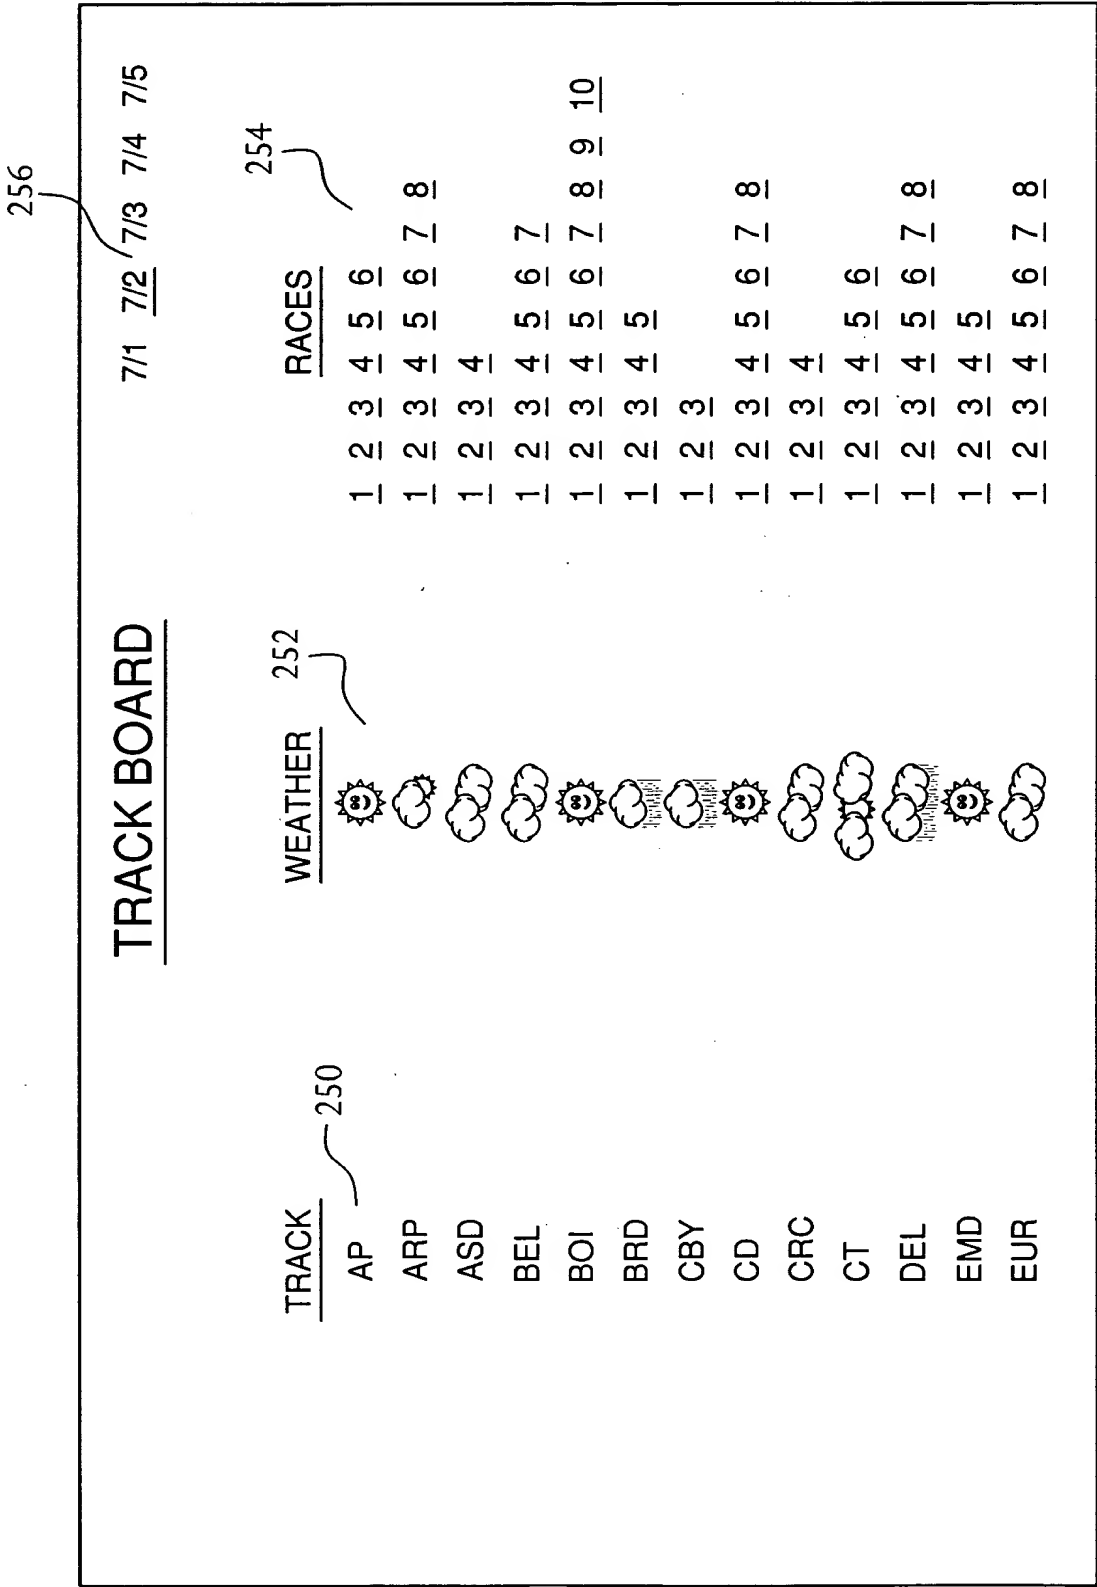 256
TRACK BOARD
7/1 7/2 7/3 7/4 7/5
254
252
250
TRACK WEATHER RACES
AP 1 2 3 4 5 6
ARP 1 2 3 4 5 6 7 8
ASD 1 2 3 4
BEL 1 2 3 4 5 6 7
BOI 1 2 3 4 5 6 7 8 9 10
BRD 1 2 3 4 5
CBY 1 2 3
CD 1 2 3 4 5 6 7 8
CRC 1 2 3 4
CT 1 2 3 4 5 6
DEL 1 2 3 4 5 6 7 8
EMD 1 2 3 4 5
EUR 1 2 3 4 5 6 7 8